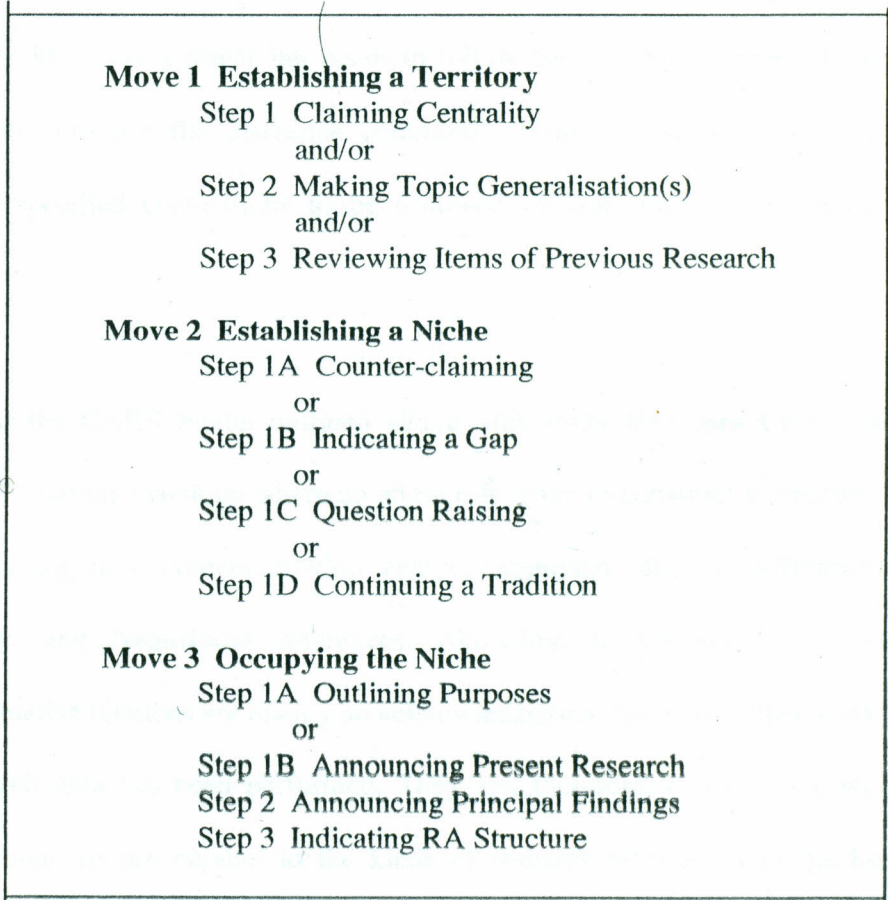 Move 1 Establishing a Territory
Step 1 Claiming Centrality
and/or
Step 2 Making Topic Generalisation(s)
and/or
Step 3 Reviewing Items of Previous Research
Move 2 Establishing a Niche
Step 1A Counter-claiming
or
Step 1B Indicating a Gap
or
Step 1C Question Raising
or
Step 1D Continuing a Tradition
Move 3 Occupying the Niche
Step 1A Outlining Purposes
or
Step 1B Announcing Present Research
Step 2 Announcing Principal Findings
Step 3 Indicating RA Structure